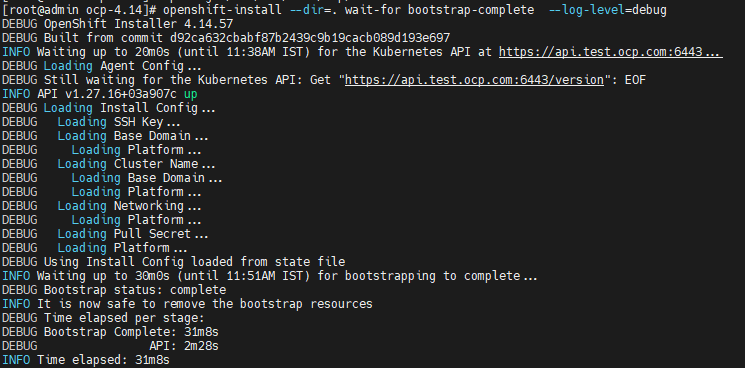 [root@admin ocp-4.14]# openshift-install --dir=. wait-for bootstrap-complete  --log-level=debug
DEBUG OpenShift Installer 4.14.57
DEBUG Built from commit d92ca632cbabf87b2439c9b19cacb089d193e697
INFO Waiting up to 20m0s (until 11:38AM IST) for the Kubernetes API at https://api.test.ocp.com:6443...
DEBUG Loading Agent Config...
DEBUG Still waiting for the Kubernetes API: Get "https://api.test.ocp.com:6443/version": EOF
INFO API v1.27.16+03a907c up
DEBUG Loading Install Config...
DEBUG   Loading SSH Key...
DEBUG   Loading Base Domain...
DEBUG     Loading Platform...
DEBUG   Loading Cluster Name...
DEBUG     Loading Base Domain...
DEBUG     Loading Platform...
DEBUG   Loading Networking...
DEBUG     Loading Platform...
DEBUG   Loading Pull Secret...
DEBUG   Loading Platform...
DEBUG Using Install Config loaded from state file
INFO Waiting up to 30m0s (until 11:51AM IST) for bootstrapping to complete...
DEBUG Bootstrap status: complete
INFO It is now safe to remove the bootstrap resources
DEBUG Time elapsed per stage:
DEBUG Bootstrap Complete: 31m8s
DEBUG                API: 2m28s
INFO Time elapsed: 31m8s